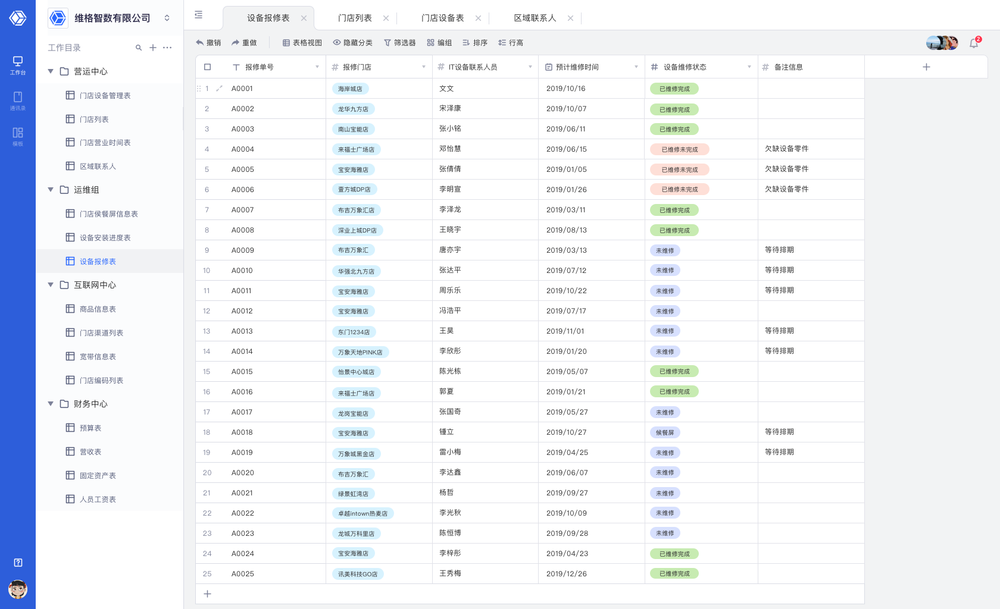 维格智数有限公司
工作台
通讯录
模板
工作目录
营运中心
门店设备管理表
门店列表
门店营业时间表
区域联系人
运维组
门店侯餐屏信息表
设备安装进度表
设备报修表
互联网中心
商品信息表
门店渠道列表
宽带信息表
门店编码列表
财务中心
预算表
营收表
固定资产表
人员工资表
设备报修表 门店列表 门店设备表 区域联系人
撤销 重做 表格视图 隐藏分类 筛选器 编组 排序 行高 2
报修单号 报修门店 IT设备联系人员 预计维修时间 设备维修状态 备注信息
1 A0001 海岸城店 文文 2019/10/16 已维修完成
2 A0002 龙华九方店 宋泽康 2019/10/07 已维修完成
3 A0003 南山宝能店 张小铭 2019/06/11 已维修完成
4 A0004 来福士广场店 邓怡慧 2019/06/15 已维修未完成 欠缺设备零件
5 A0005 宝安海雅店 张倩倩 2019/01/05 已维修未完成 欠缺设备零件
6 A0006 壹方城DP店 李明宣 2019/01/26 已维修未完成 欠缺设备零件
7 A0007 布吉万象汇店 李泽龙 2019/03/11 已维修完成
8 A0008 深业上城DP店 王晓宇 2019/08/13 已维修完成
9 A0009 布吉万象汇 唐亦宇 2019/03/13 未维修 等待排期
10 A0010 华强北九方店 张达平 2019/07/12 未维修 等待排期
11 A0011 宝安海雅店 周乐乐 2019/10/22 未维修 等待排期
12 A0012 宝安海雅店 冯浩平 2019/07/17 未维修
13 A0013 东门1234店 王昊 2019/11/01 未维修 等待排期
14 A0014 万象天地PINK店 李欣彤 2019/01/20 未维修 等待排期
15 A0015 怡景中心城店 陈光栋 2019/05/07 已维修完成
16 A0016 来福士广场店 郭夏 2019/01/21 已维修完成
17 A0017 龙岗宝能店 张国奇 2019/05/27 未维修
18 A0018 宝安海雅店 锺立 2019/10/27 候餐屏 等待排期
19 A0019 万象城黑金店 雷小梅 2019/04/25 未维修 等待排期
20 A0020 布吉万象汇 李达鑫 2019/06/07 未维修
21 A0021 绿景虹湾店 杨哲 2019/09/27 未维修
22 A0022 卓越intown热麦店 李光秋 2019/10/09 未维修
23 A0023 龙城万科里店 陈恒博 2019/09/28 未维修
24 A0024 宝安海雅店 李梓彤 2019/04/23 已维修完成
25 A0025 讯美科技GO店 王秀梅 2019/12/26 已维修完成